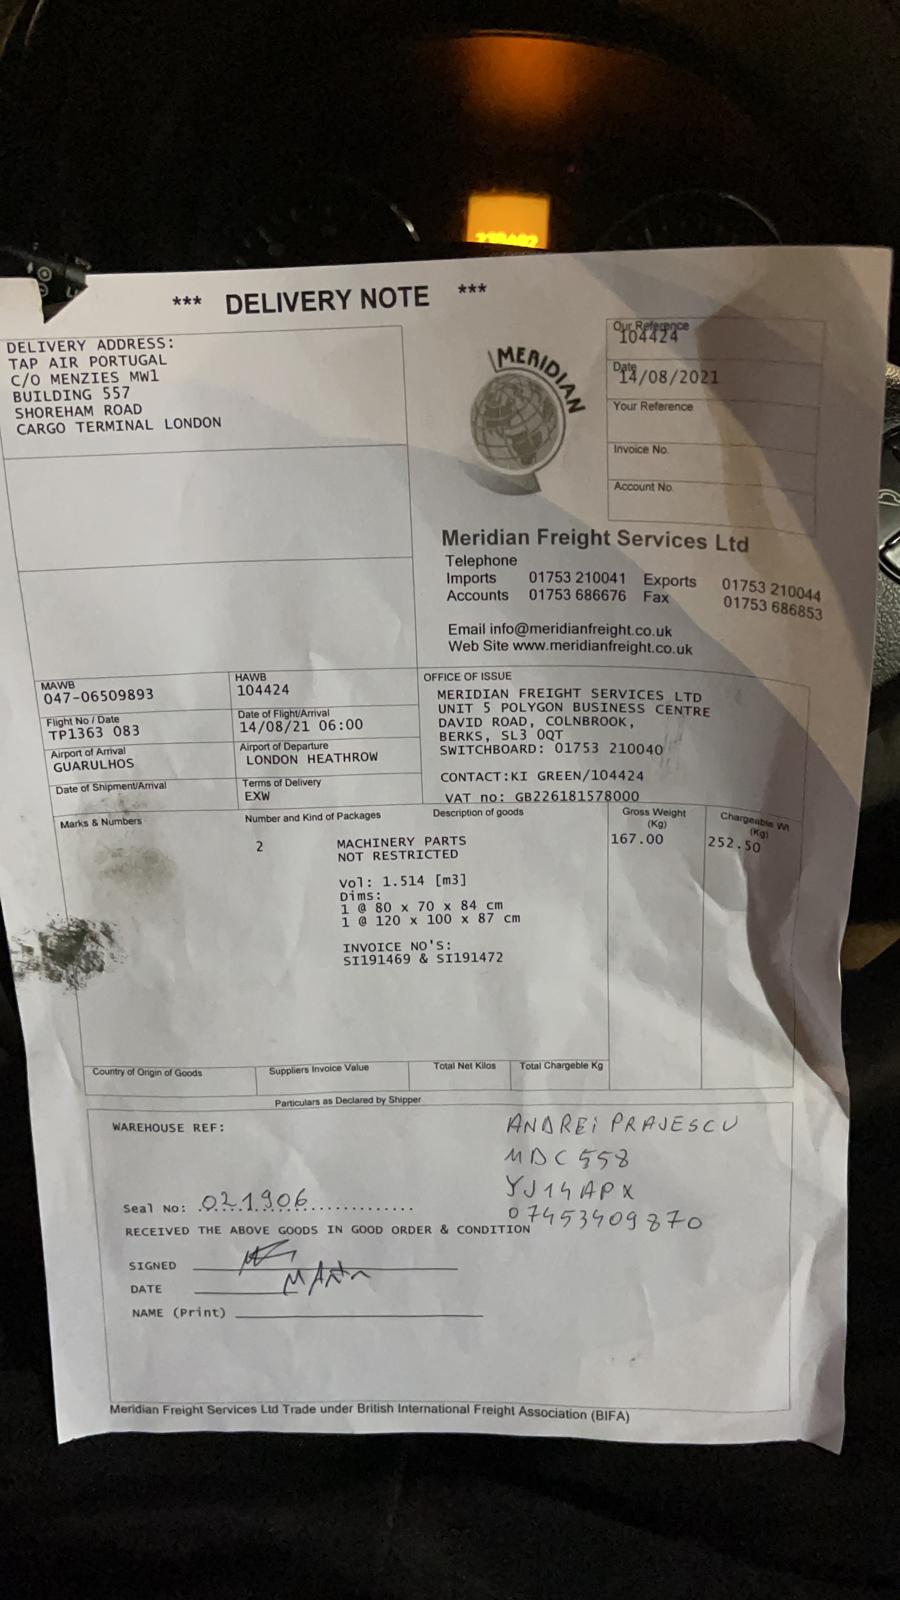 *** DELIVERY NOTE ***
DELIVERY ADDRESS:
TAP AIR PORTUGAL
C/O MENZIES MW1
BUILDING 557
SHOREHAM ROAD
CARGO TERMINAL LONDON
MERIDIAN
Our Reference
104424
Date
14/08/2021
Your Reference
Invoice No.
Account No.
Meridian Freight Services Ltd
Telephone
Imports 01753 210041 Exports 01753 210044
Accounts 01753 686676 Fax 01753 686853
Email info@meridianfreight.co.uk
Web Site www.meridianfreight.co.uk
MAWB
047-06509893
HAWB
104424
Flight No / Date
TP1363 083
Date of Flight/Arrival
14/08/21 06:00
Airport of Arrival
GUARULHOS
Airport of Departure
LONDON HEATHROW
Date of Shipment/Arrival
Terms of Delivery
EXW
OFFICE OF ISSUE
MERIDIAN FREIGHT SERVICES LTD
UNIT 5 POLYGON BUSINESS CENTRE
DAVID ROAD, COLNBROOK,
BERKS, SL3 0QT
SWITCHBOARD: 01753 210040
CONTACT:KI GREEN/104424
VAT no: GB226181578000
Marks & Numbers
Number and Kind of Packages
Description of goods
Gross Weight
(Kg)
Chargeable Wt
(Kg)
2
MACHINERY PARTS
NOT RESTRICTED
167.00
252.50
Vol: 1.514 [m3]
Dims:
1 @ 80 x 70 x 84 cm
1 @ 120 x 100 x 87 cm
INVOICE NO'S:
SI191469 & SI191472
Country of Origin of Goods
Suppliers Invoice Value
Total Net Kilos
Total Chargeble Kg
Particulars as Declared by Shipper
WAREHOUSE REF:
ANDREI PRAJESCU
MDC 558
YJ14APX
07453409870
Seal No: 021906
RECEIVED THE ABOVE GOODS IN GOOD ORDER & CONDITION
SIGNED
DATE
NAME (Print)
Meridian Freight Services Ltd Trade under British International Freight Association (BIFA)